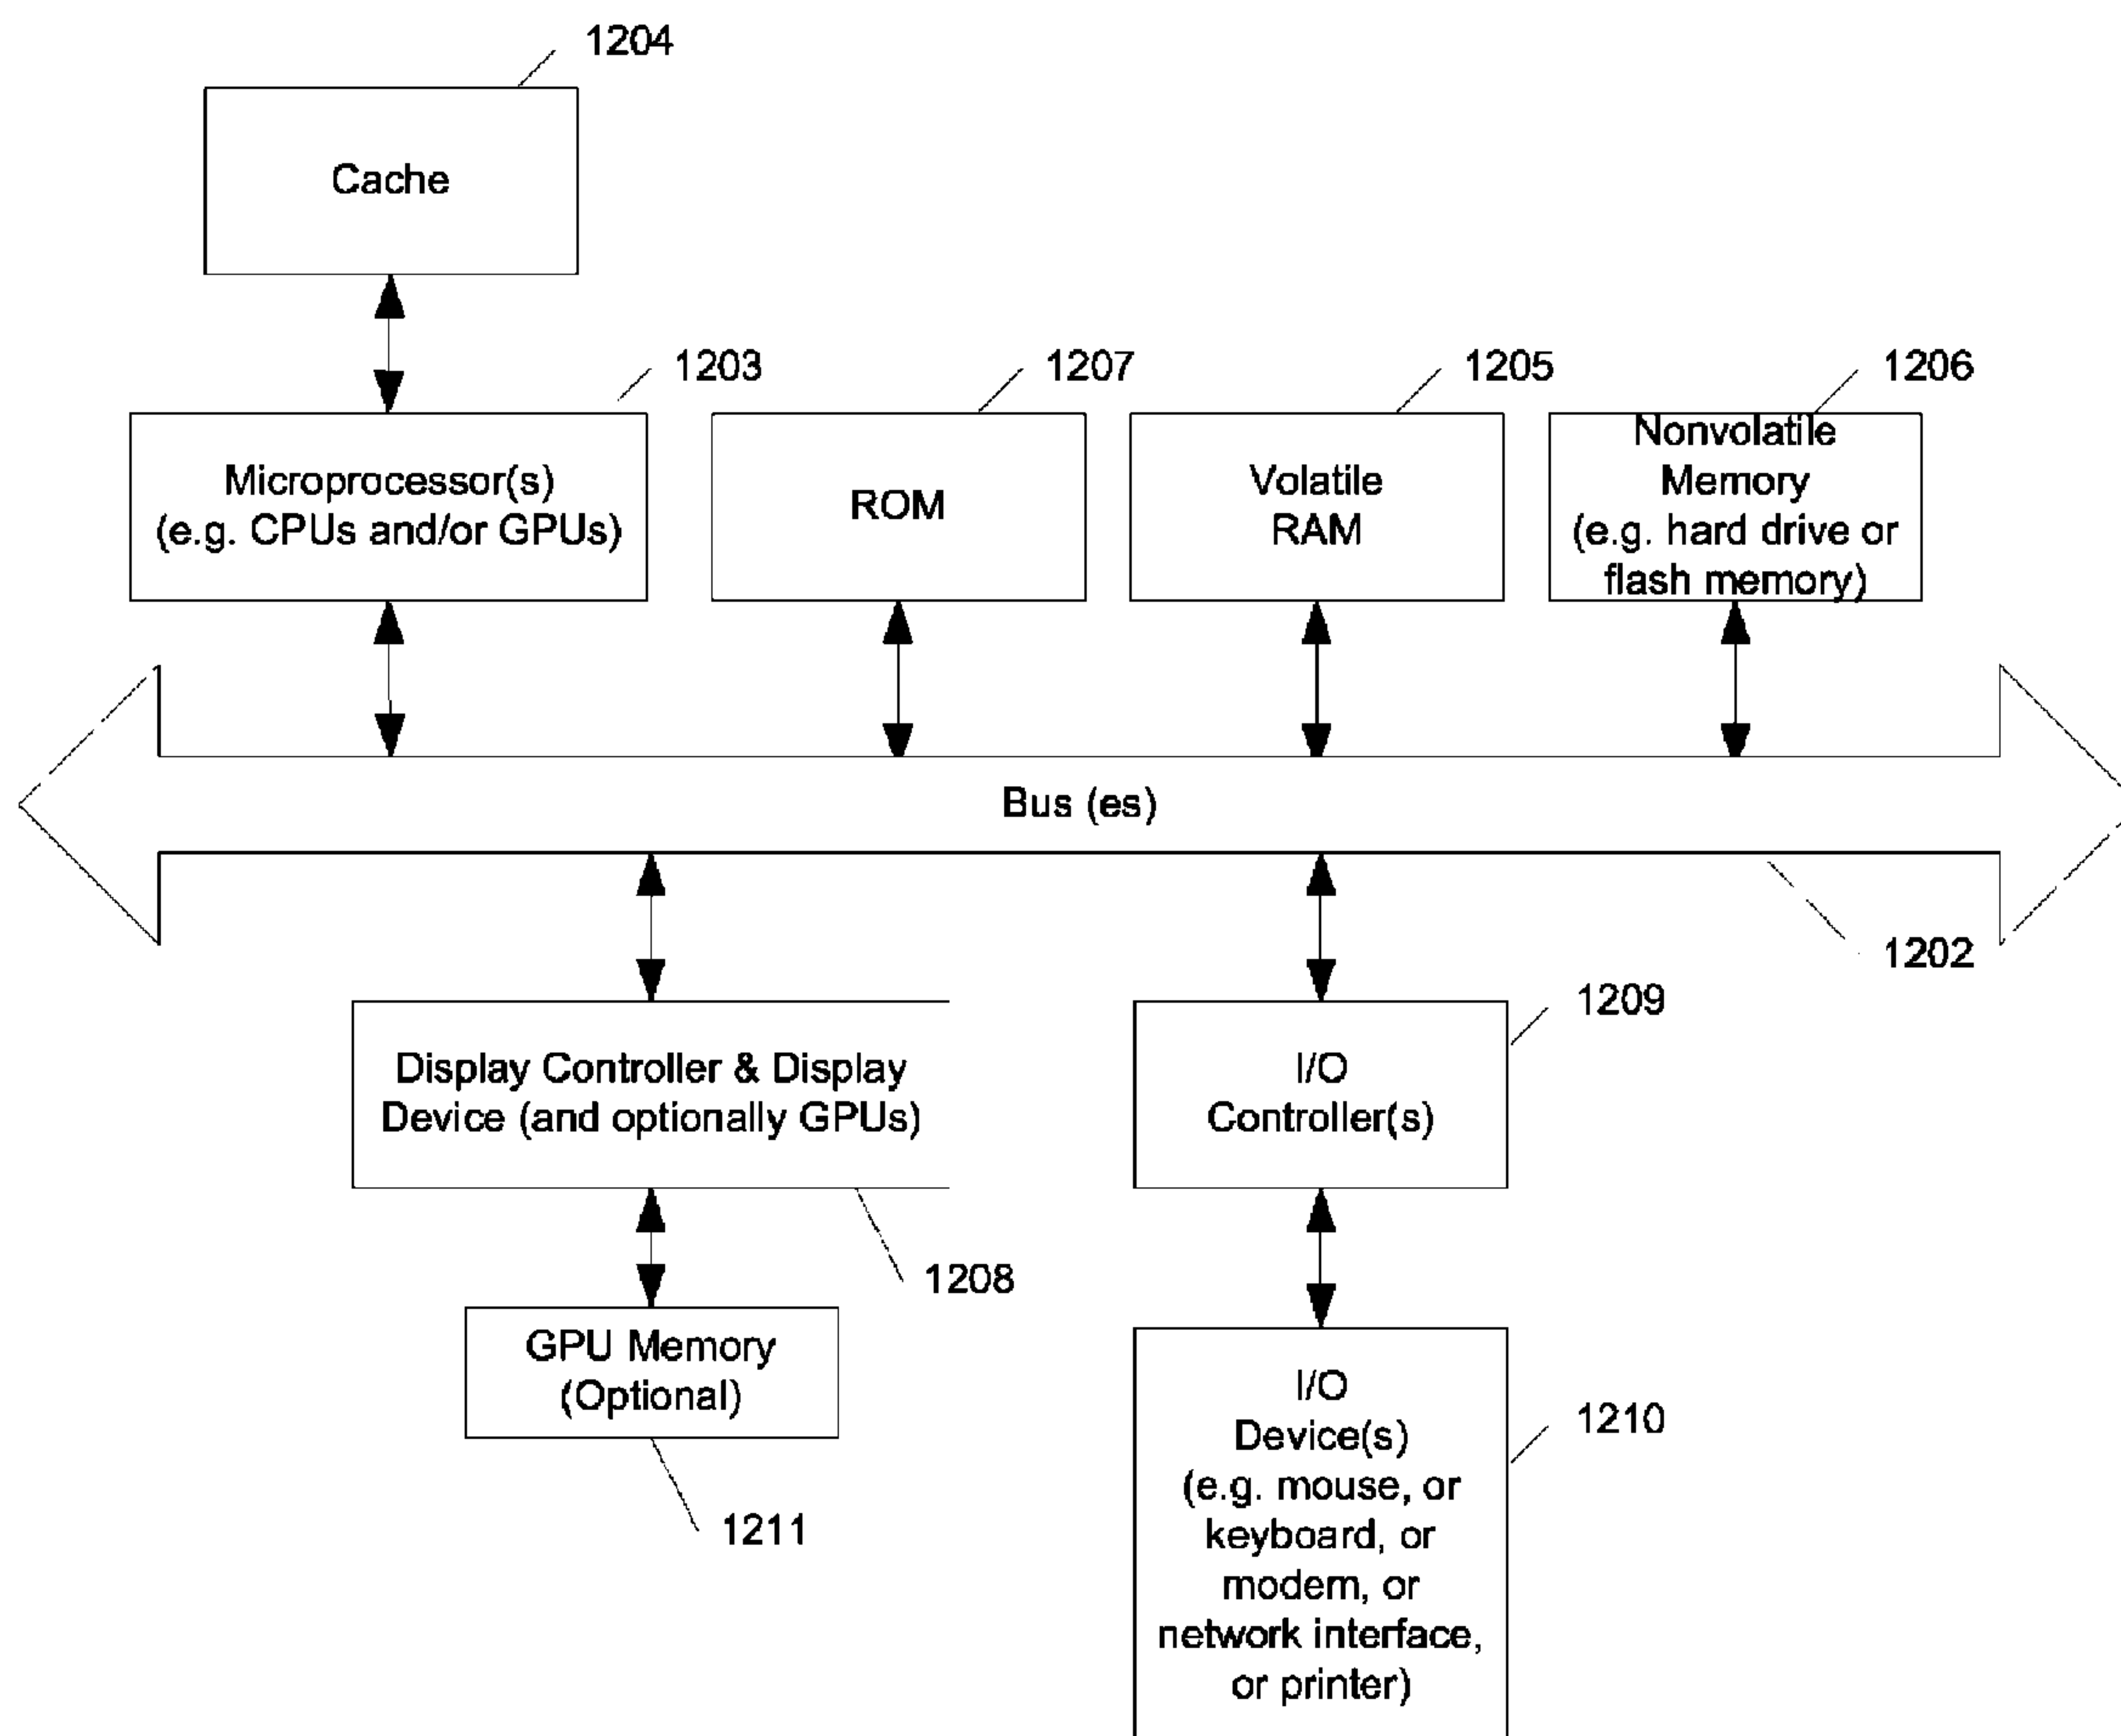 1204
Cache
1203
1207
1205
1206
Microprocessor(s)
(e.g. CPUs and/or GPUs)
ROM
Volatile
RAM
Nonvolatile
Memory
(e.g. hard drive or
flash memory)
Bus (es)
1202
Display Controller & Display
Device (and optionally GPUs)
1208
I/O
Controller(s)
1209
GPU Memory
(Optional)
1211
I/O
Device(s)
(e.g. mouse, or
keyboard, or
modem, or
network interface,
or printer)
1210